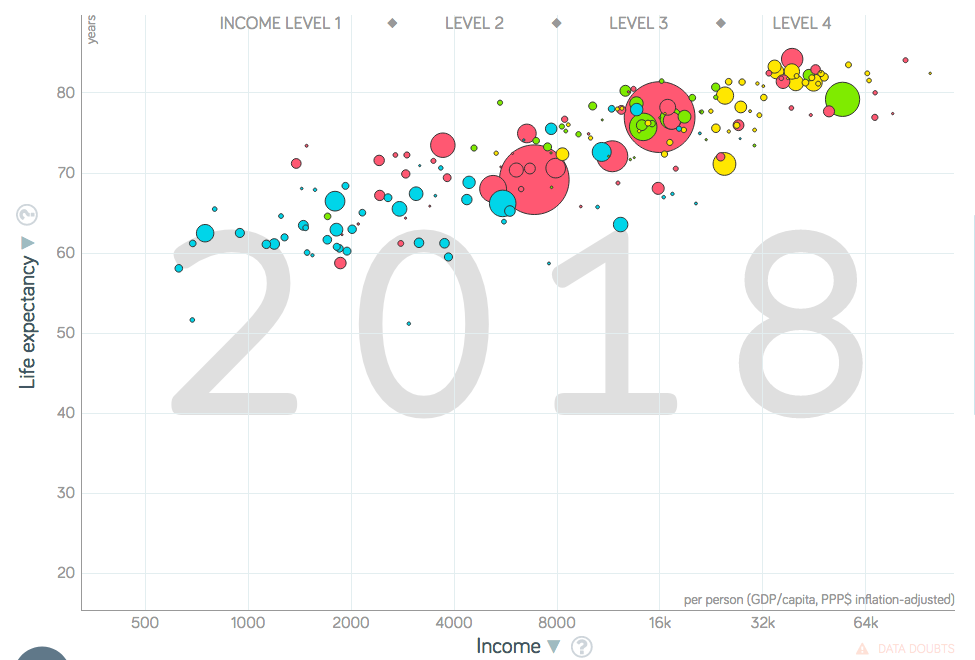 INCOME LEVEL 1 ◆ LEVEL 2 ◆ LEVEL 3 ◆ LEVEL 4
years
80
70
60
50
40
30
20
Life expectancy ▼ ?
2018
per person (GDP/capita, PPP$ inflation-adjusted)
500 1000 2000 4000 8000 16k 32k 64k
Income ▼ ?
DATA DOUBTS